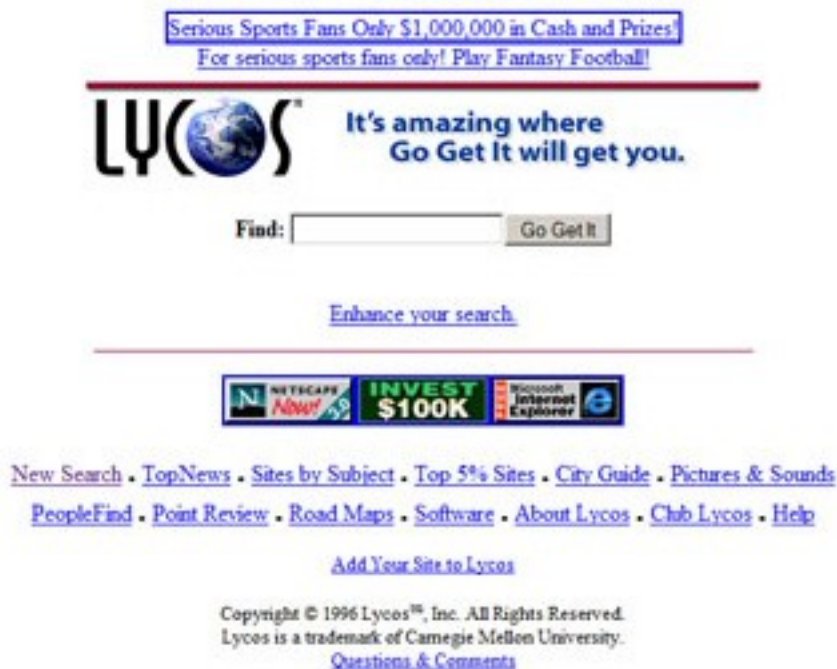 Serious Sports Fans Only $1,000,000 in Cash and Prizes!
For serious sports fans only! Play Fantasy Football!
LYCOS™ It's amazing where
Go Get It will get you.
Find: Go Get It
Enhance your search.
N NETSCAPE Now! 3.0 INVEST $100K FREE Microsoft Internet Explorer
New Search . TopNews . Sites by Subject . Top 5% Sites . City Guide . Pictures & Sounds
PeopleFind . Point Review . Road Maps . Software . About Lycos . Club Lycos . Help
Add Your Site to Lycos
Copyright © 1996 Lycos℠, Inc. All Rights Reserved.
Lycos is a trademark of Carnegie Mellon University.
Questions & Comments